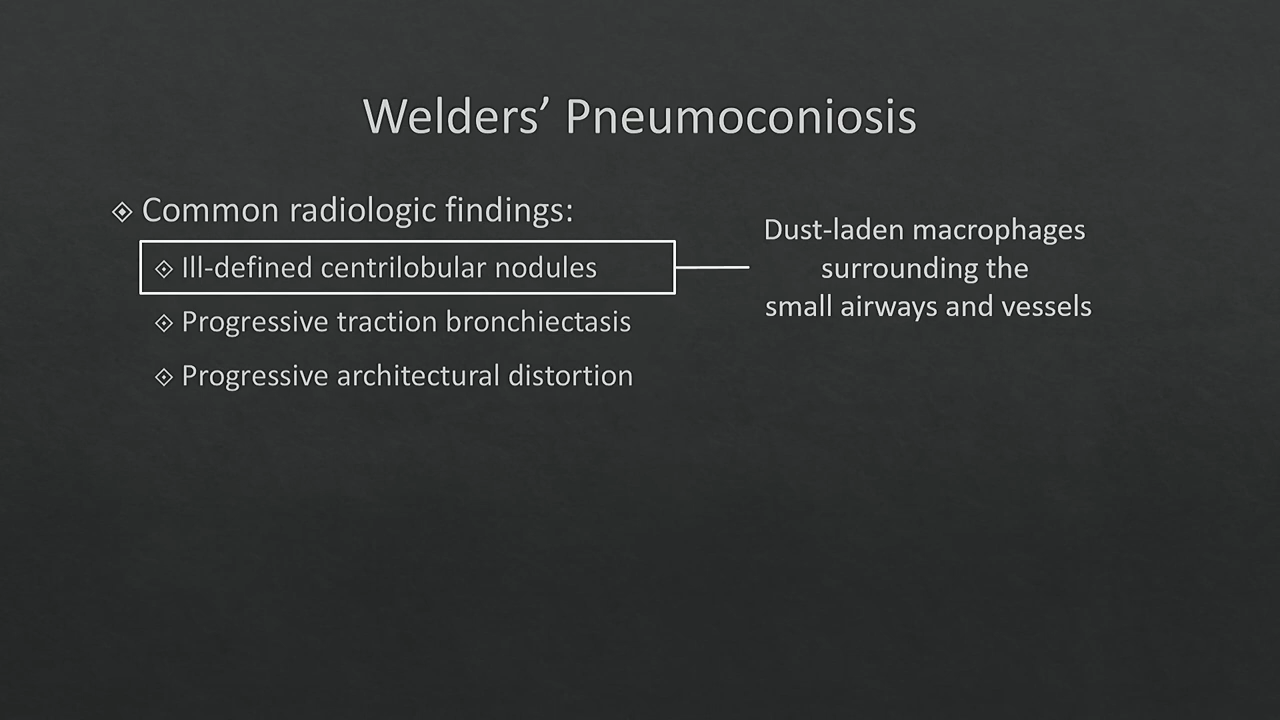 Welders’ Pneumoconiosis
Common radiologic findings:
Ill-defined centrilobular nodules
Progressive traction bronchiectasis
Progressive architectural distortion
Dust-laden macrophages
surrounding the
small airways and vessels